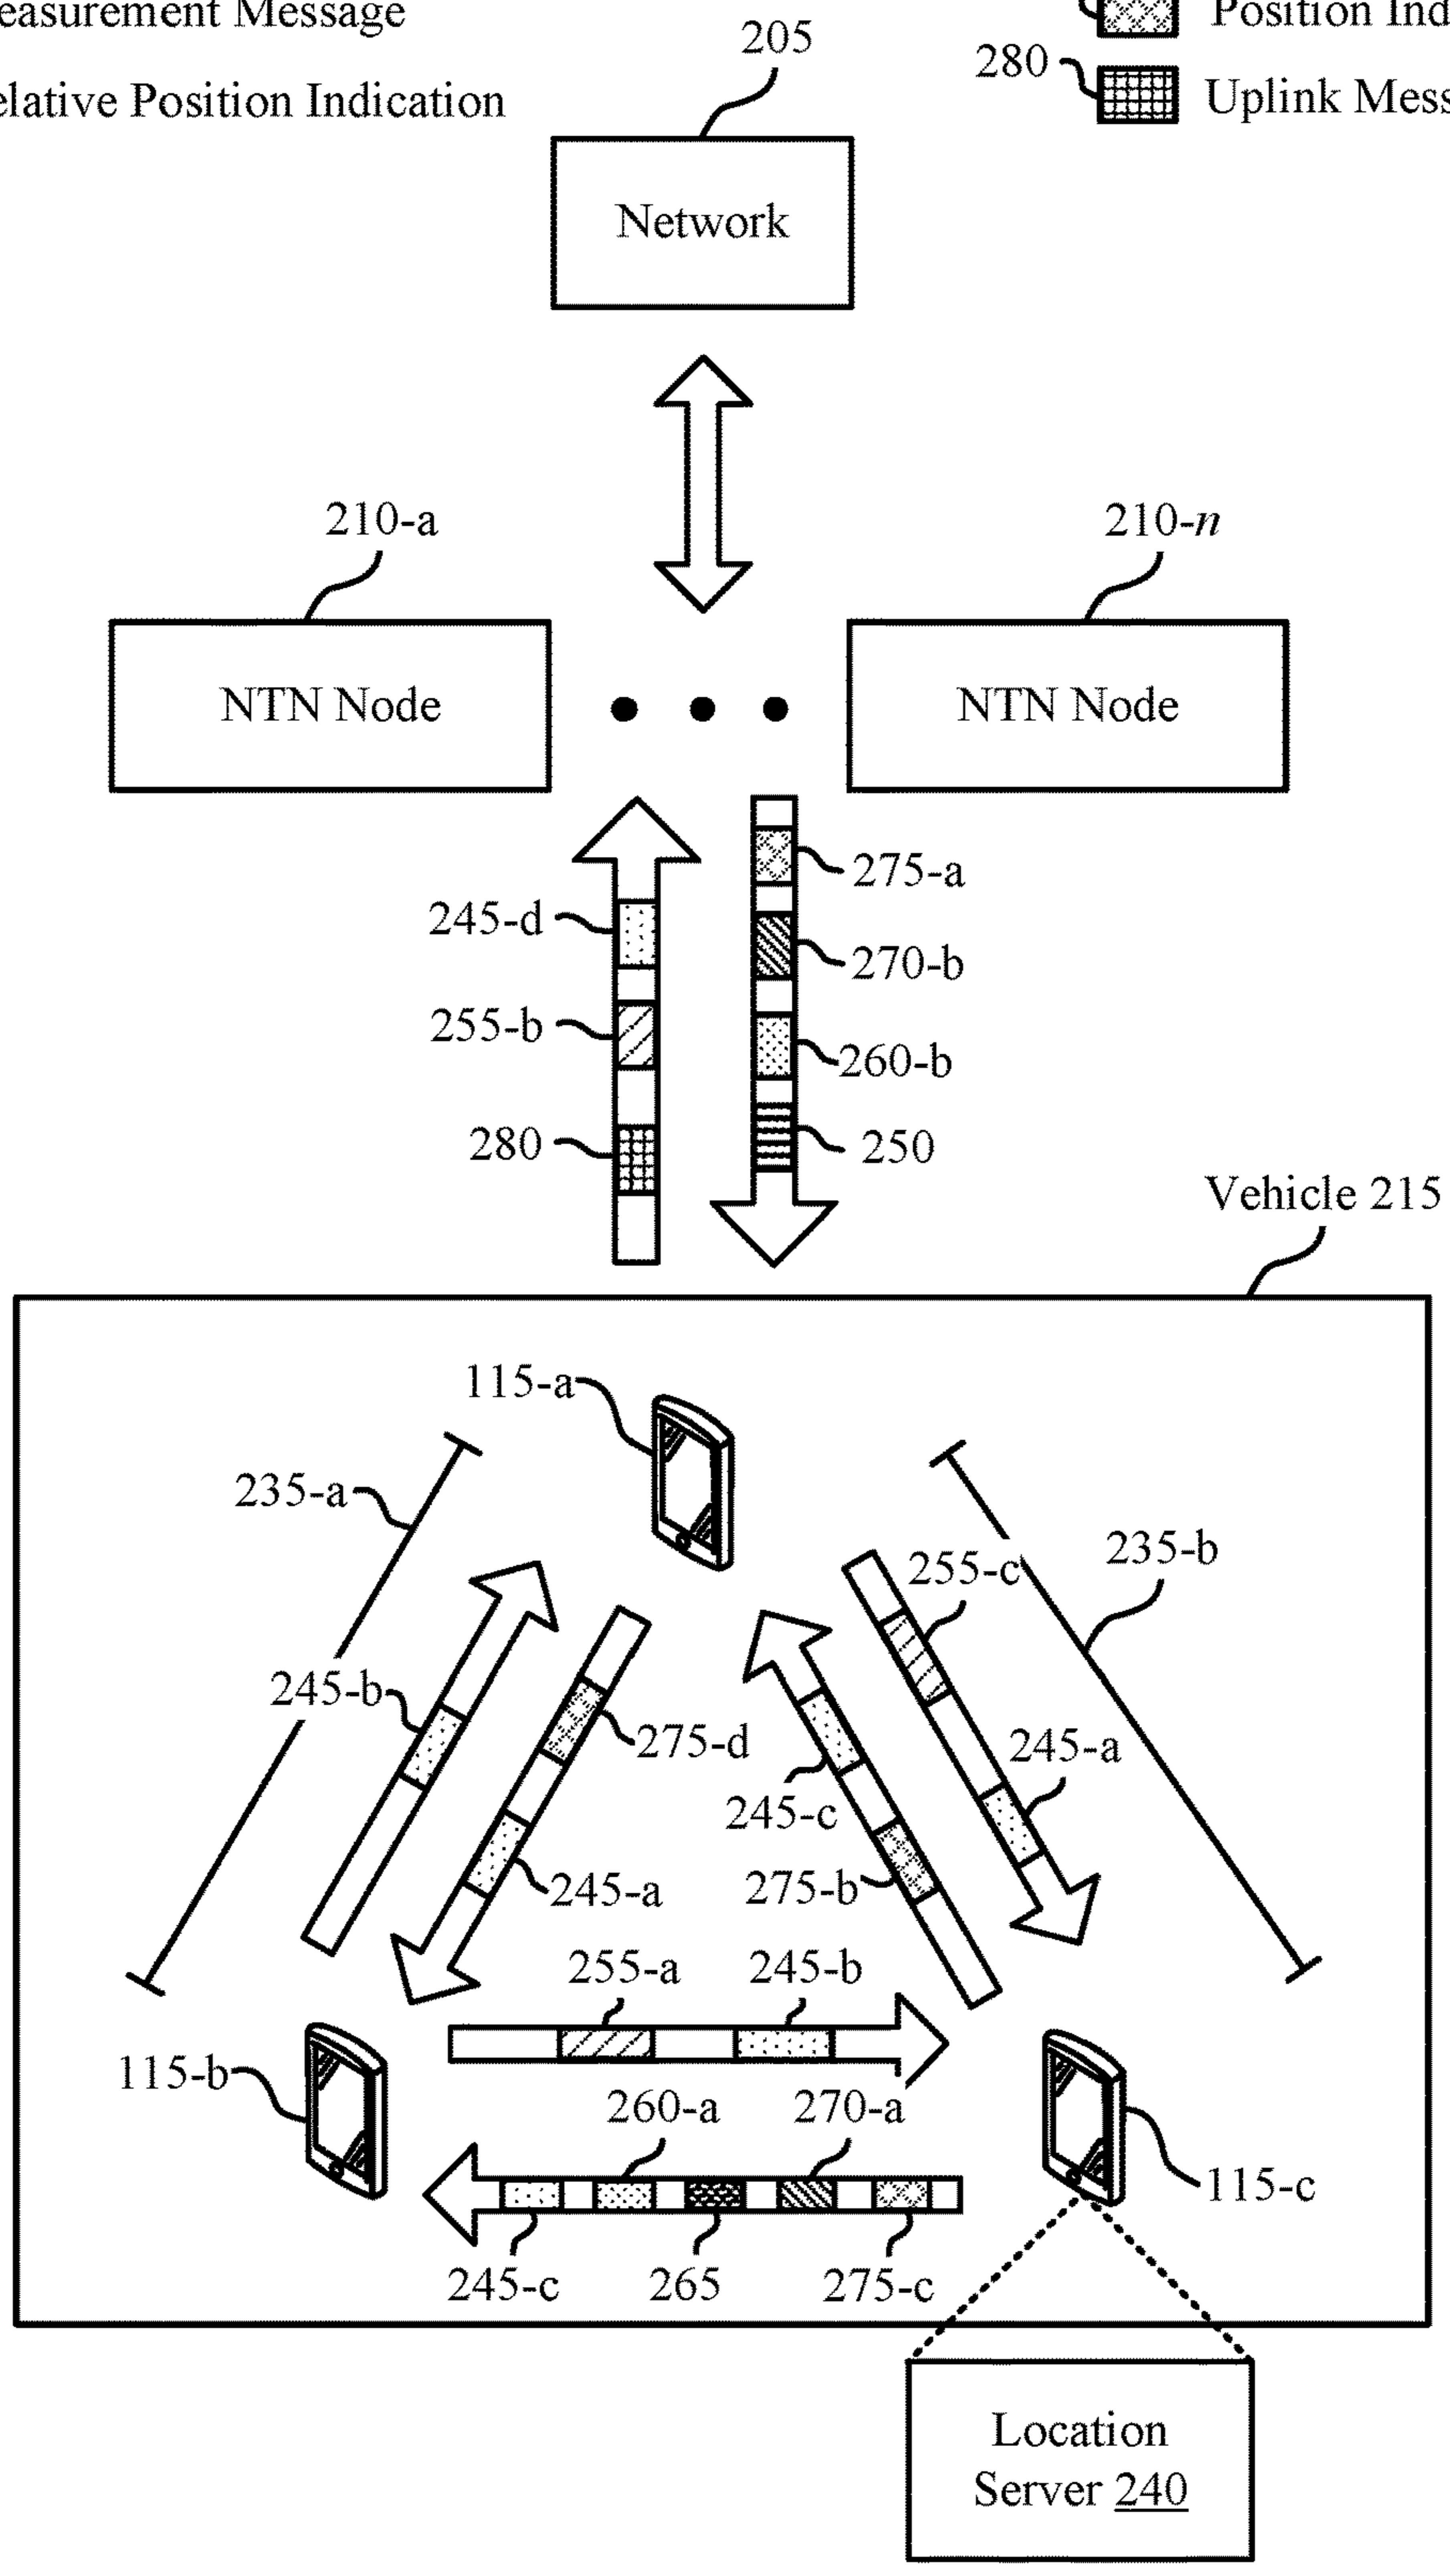 easurement Message
Position Ind
205
280
elative Position Indication
Uplink Mess
Network
210-a
210-n
NTN Node
NTN Node
275-a
245-d
270-b
255-b
260-b
280
250
Vehicle 215
115-a
235-a
235-b
255-c
245-b
275-d
245-a
245-c
245-a
275-b
255-a
245-b
115-b
260-a
270-a
115-c
245-c
265
275-c
Location
Server 240